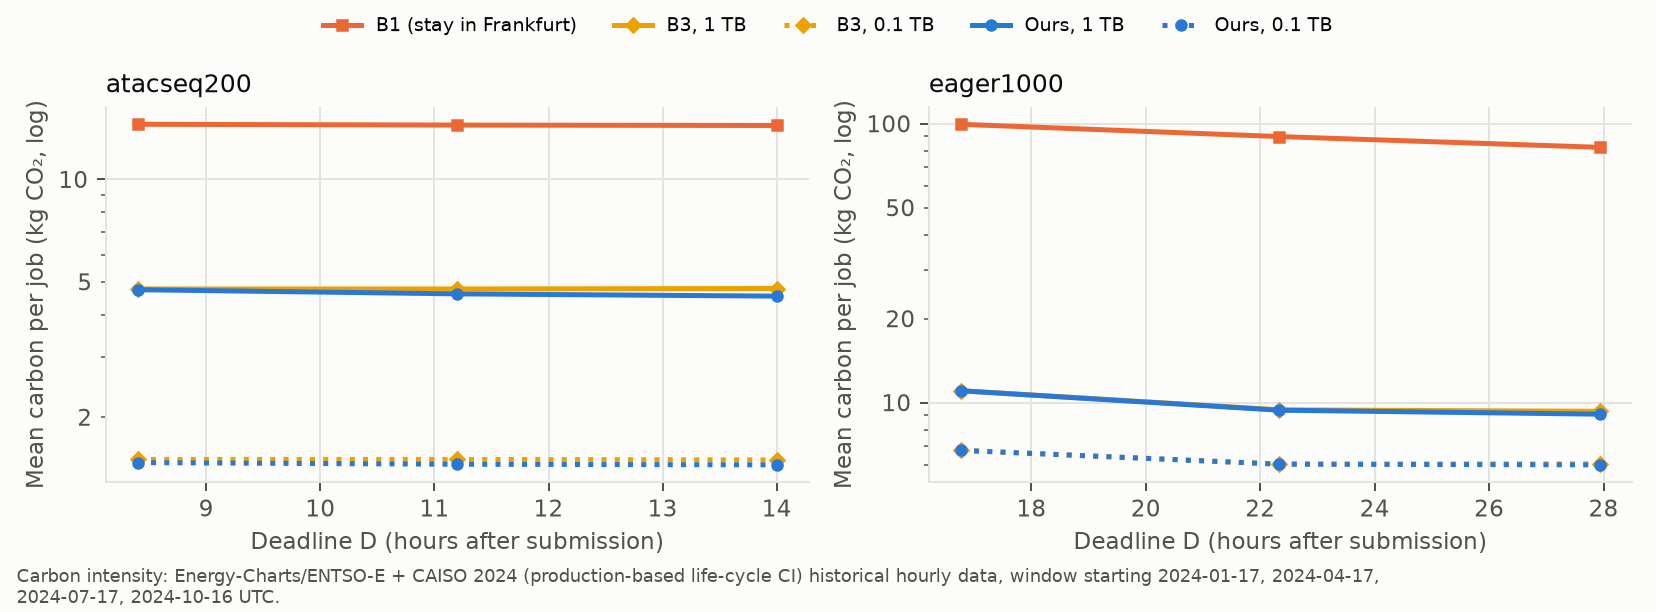 B1 (stay in Frankfurt) B3, 1 TB B3, 0.1 TB Ours, 1 TB Ours, 0.1 TB
atacseq200
Mean carbon per job (kg CO₂, log)
10
5
2
9 10 11 12 13 14
Deadline D (hours after submission)
eager1000
Mean carbon per job (kg CO₂, log)
100
50
20
10
18 20 22 24 26 28
Deadline D (hours after submission)
Carbon intensity: Energy-Charts/ENTSO-E + CAISO 2024 (production-based life-cycle CI) historical hourly data, window starting 2024-01-17, 2024-04-17,
2024-07-17, 2024-10-16 UTC.